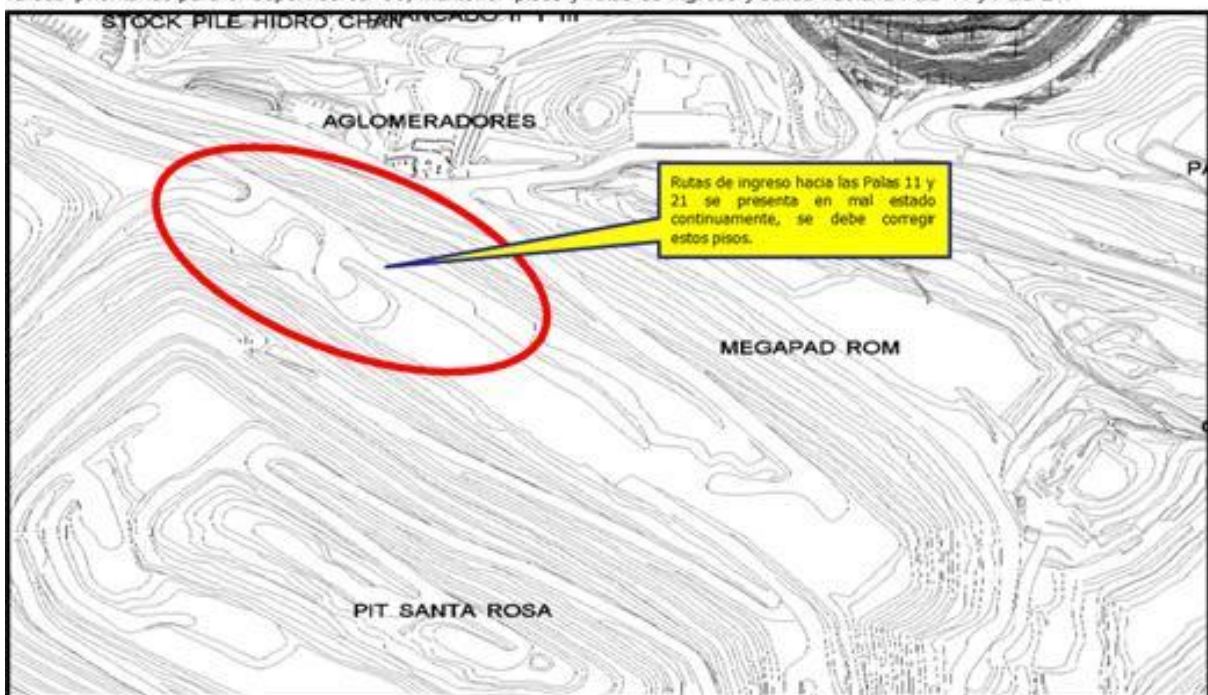 STOCK PILE HIDRO CHAN
AGLOMERADORES
Rutas de ingreso hacia las Palas 11 y
21 se presenta en mal estado
continuamente, se debe corregir
estos pisos.
MEGAPAD ROM
PIT SANTA ROSA